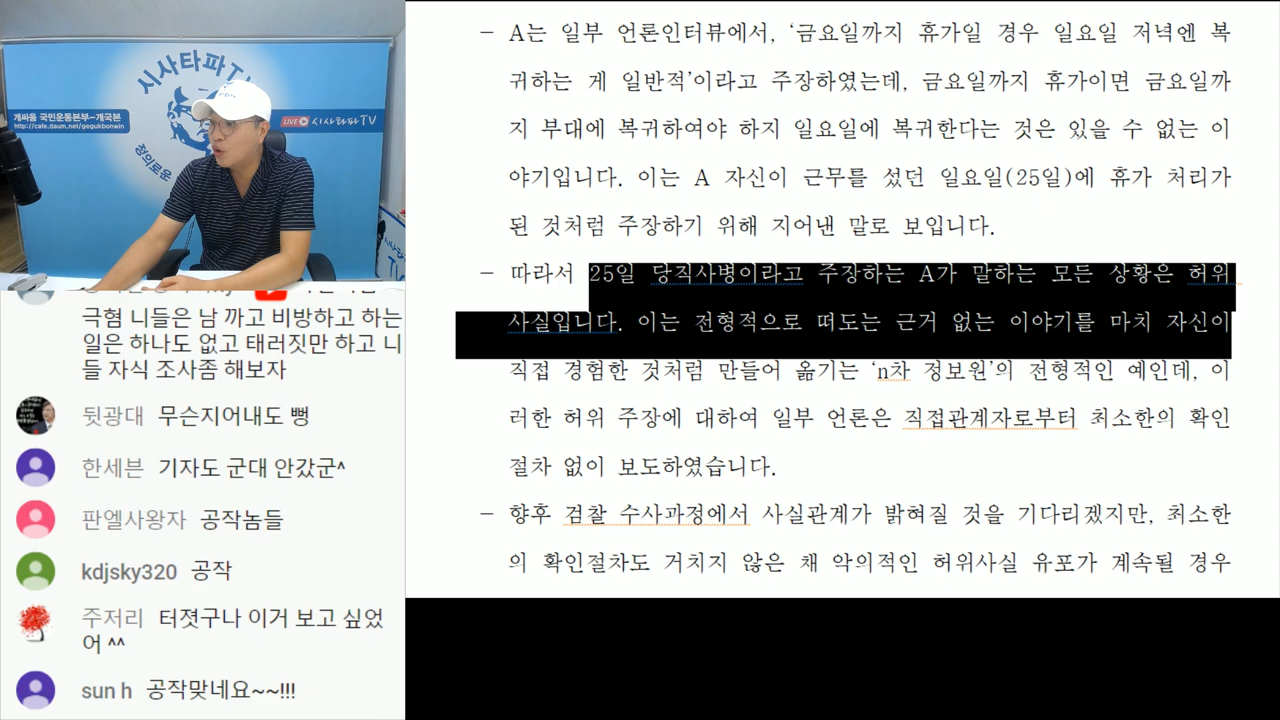 시사타파TV
개싸움 국민운동본부-개국본
http://cafe.daum.net/gegukbonwin
LIVE 시사타파TV
정의로운
극혐 니들은 남 까고 비방하고 하는
일은 하나도 없고 태러짓만 하고 니
들 자식 조사좀 해보자
뒷광대 무슨지어내도 뻥
한세븐 기자도 군대 안갔군^
판엘사왕자 공작놈들
kdjsky320 공작
주저리 터졋구나 이거 보고 싶었
어 ^^
sun h 공작맞네요~~!!!
– A는 일부 언론인터뷰에서, ‘금요일까지 휴가일 경우 일요일 저녁엔 복
귀하는 게 일반적’이라고 주장하였는데, 금요일까지 휴가이면 금요일까
지 부대에 복귀하여야 하지 일요일에 복귀한다는 것은 있을 수 없는 이
야기입니다. 이는 A 자신이 근무를 섰던 일요일(25일)에 휴가 처리가
된 것처럼 주장하기 위해 지어낸 말로 보입니다.
– 따라서 25일 당직사병이라고 주장하는 A가 말하는 모든 상황은 허위
사실입니다. 이는 전형적으로 떠도는 근거 없는 이야기를 마치 자신이
직접 경험한 것처럼 만들어 옮기는 ‘n차 정보원’의 전형적인 예인데, 이
러한 허위 주장에 대하여 일부 언론은 직접관계자로부터 최소한의 확인
절차 없이 보도하였습니다.
– 향후 검찰 수사과정에서 사실관계가 밝혀질 것을 기다리겠지만, 최소한
의 확인절차도 거치지 않은 채 악의적인 허위사실 유포가 계속될 경우